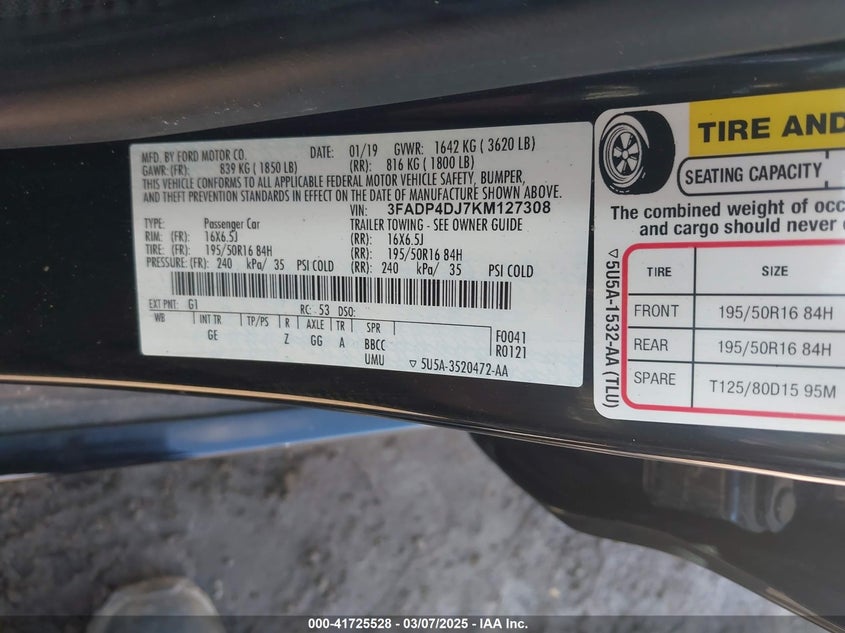 MFD. BY FORD MOTOR CO.
DATE: 01/19 GVWR: 1642 KG ( 3620 LB)
GAWR:(FR): 839 KG ( 1850 LB) (RR): 816 KG ( 1800 LB)
THIS VEHICLE CONFORMS TO ALL APPLICABLE FEDERAL MOTOR VEHICLE SAFETY, BUMPER,
AND THEFT PREVENTION STANDARDS IN EFFECT ON THE DATE OF MANUFACTURE SHOWN ABOVE.
VIN: 3FADP4DJ7KM127308
TYPE: Passenger Car TRAILER TOWING - SEE OWNER GUIDE
RIM: (FR): 16X6.5J (RR): 16X6.5J
TIRE: (FR): 195/50R16 84H (RR): 195/50R16 84H
PRESSURE:(FR): 240 kPa/ 35 PSI COLD (RR): 240 kPa/ 35 PSI COLD
EXT PNT: G1 RC: 53 DSO:
WB INT TR TP/PS R AXLE TR SPR F0041
GE Z GG A BBCC R0121
UMU ▽ 5U5A-3520472-AA
TIRE AND
SEATING CAPACITY
The combined weight of
and cargo should never
TIRE SIZE
FRONT 195/50R16 84H
REAR 195/50R16 84H
SPARE T125/80D15 95M
▽5U5A-1532-AA (TLU)
000-41725528 - 03/07/2025 - IAA Inc.